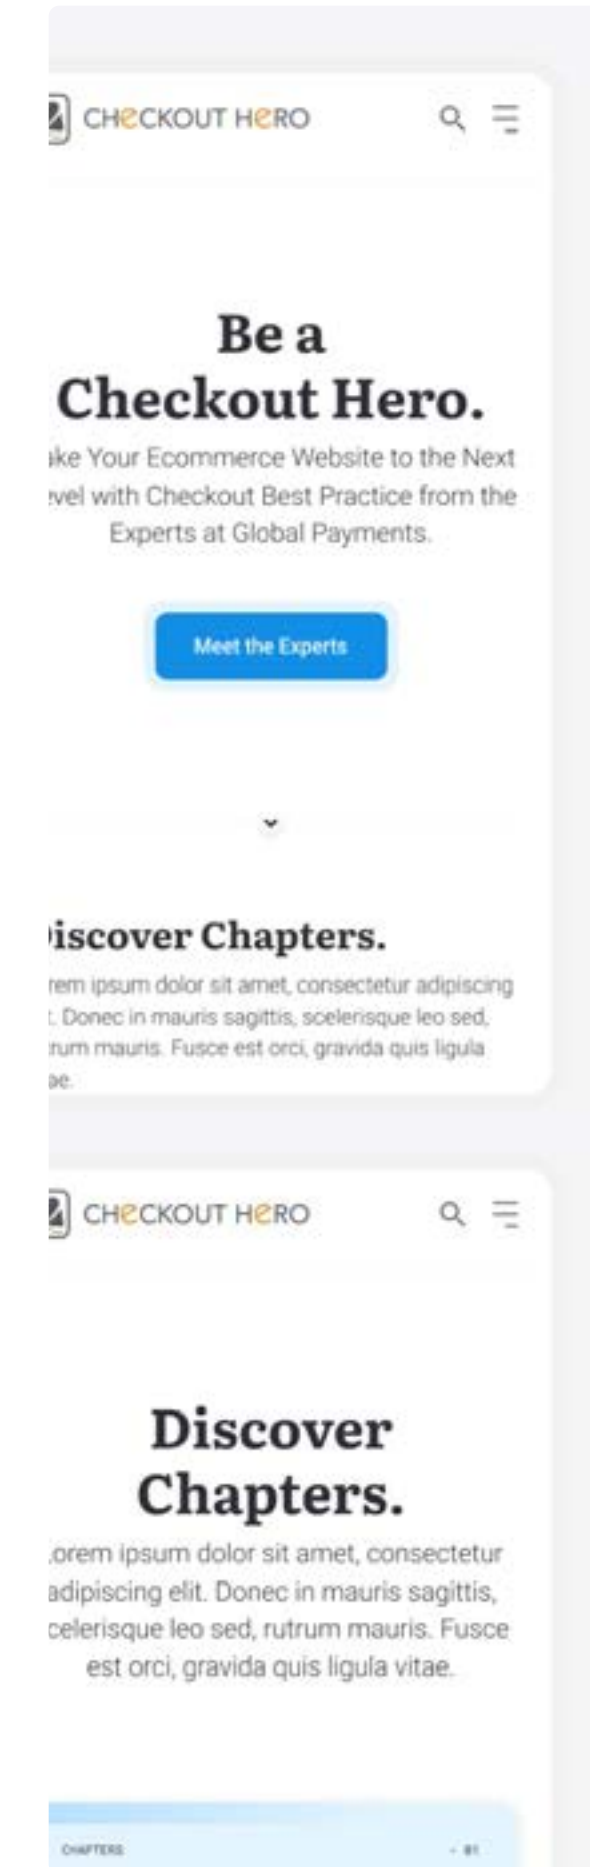 CHECKOUT HERO
Be a
Checkout Hero.
ake Your Ecommerce Website to the Next
evel with Checkout Best Practice from the
Experts at Global Payments.
Meet the Experts
iscover Chapters.
rem ipsum dolor sit amet, consectetur adipiscing
t. Donec in mauris sagittis, scelerisque leo sed,
rum mauris. Fusce est orci, gravida quis ligula
ae.
CHECKOUT HERO
Discover
Chapters.
orem ipsum dolor sit amet, consectetur
adipiscing elit. Donec in mauris sagittis,
celerisque leo sed, rutrum mauris. Fusce
est orci, gravida quis ligula vitae.
CHAPTERS - 01